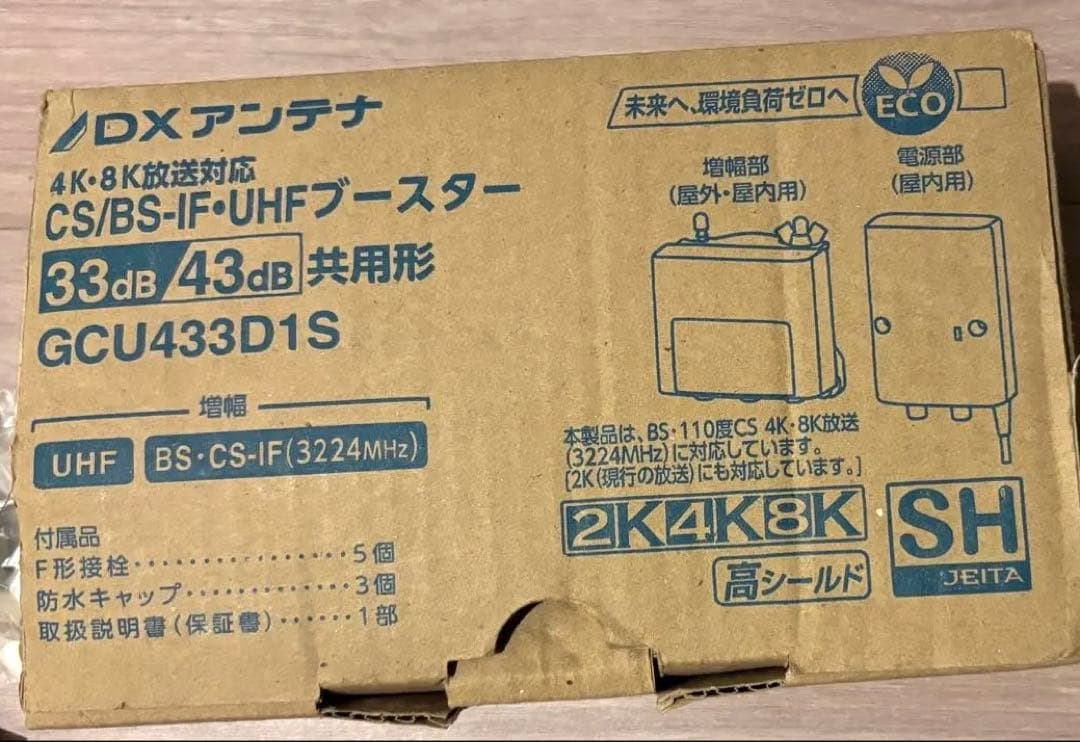 DXアンテナ
4K・8K放送対応
CS/BS-IF・UHFブースター
33dB/43dB 共用形
GCU433D1S
増幅
UHF BS・CS-IF(3224MHz)
付属品
F形接栓・・・・・・・・・・・・・・5個
防水キャップ・・・・・・・・・・・3個
取扱説明書(保証書)・・・・・・1部
未来へ、環境負荷ゼロへ
ECO
増幅部
(屋外・屋内用)
電源部
(屋内用)
本製品は、BS・110度CS 4K・8K放送
(3224MHz)に対応しています。
[2K(現行の放送)にも対応しています。]
2K4K8K
高シールド
SH
JEITA